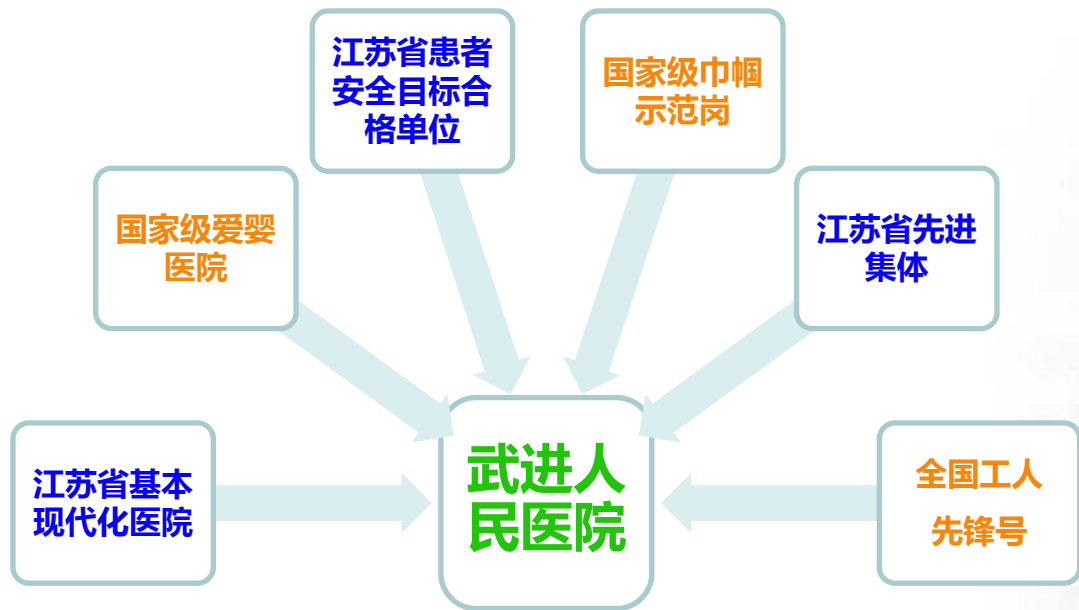 江苏省患者
安全目标合
格单位
国家级巾帼
示范岗
国家级爱婴
医院
江苏省先进
集体
江苏省基本
现代化医院
武进人
民医院
全国工人
先锋号